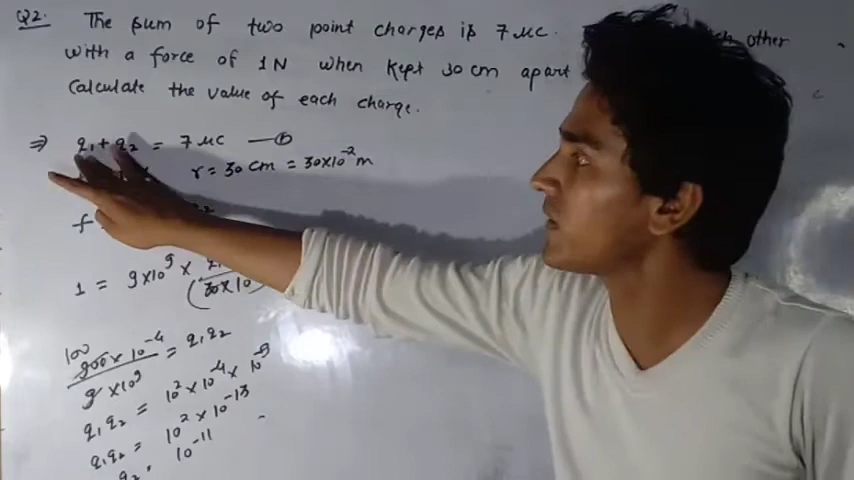 Q2. The sum of two point charges is 7 μc. other
with a force of 1N when kept 30 cm apart
Calculate the value of each charge.
⇒ q₁ + q₂ = 7 μc —①
r = 30 cm = 30×10⁻² m
f
1 = 9×10⁹ ×
(30×10
100
900×10⁻⁴ = q₁q₂
9×10⁹
q₁q₂ = 10² × 10⁻⁴ × 10⁻⁹
q₁q₂ = 10² × 10⁻¹³
10⁻¹¹